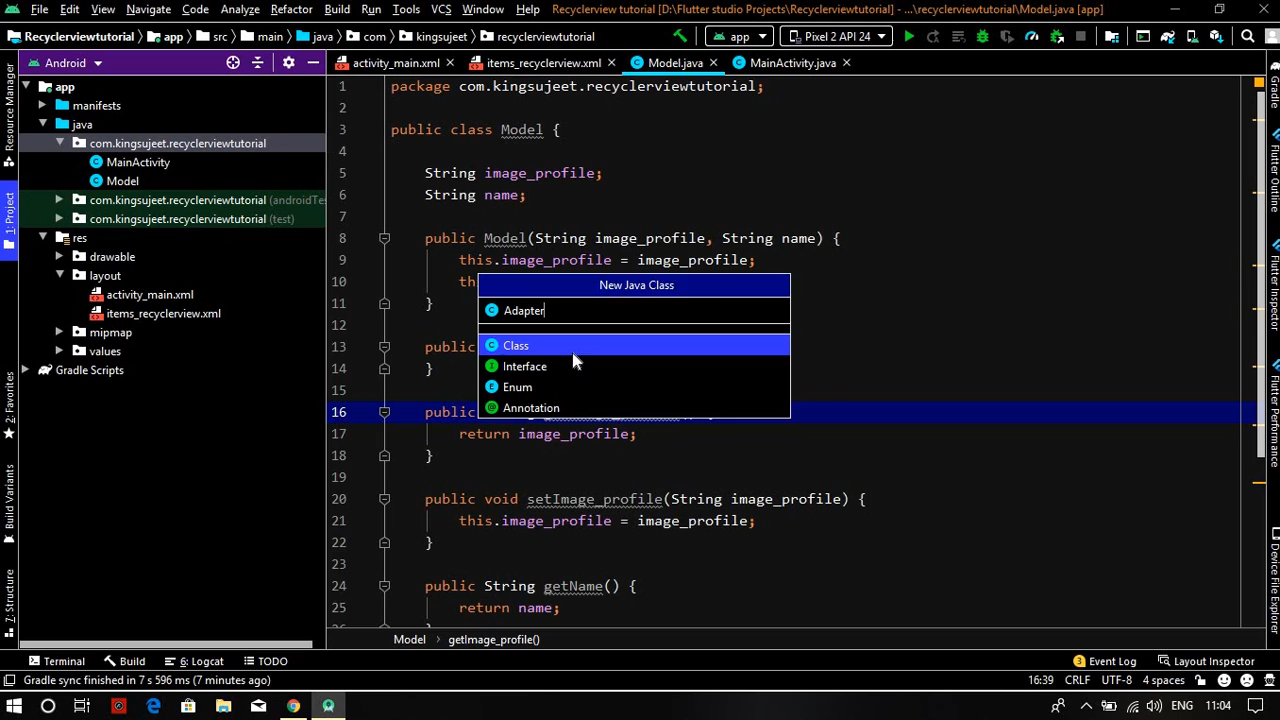 File Edit View Navigate Code Analyze Refactor Build Run Tools VCS Window Help Recyclerview tutorial [D:\Flutter studio Projects\Recyclerviewtutorial] - ...\recyclerviewtutorial\Model.java [app]
Recyclerviewtutorial app src main java com kingsujeet recyclerviewtutorial app Pixel 2 API 24
Android activity_main.xml items_recyclerview.xml Model.java MainActivity.java
Resource Manager
1: Project
2: Favorites
Build Variants
7: Structure
app
manifests
java
com.kingsujeet.recyclerviewtutorial
MainActivity
Model
com.kingsujeet.recyclerviewtutorial (androidTes
com.kingsujeet.recyclerviewtutorial (test)
res
drawable
layout
activity_main.xml
items_recyclerview.xml
mipmap
values
Gradle Scripts
1 package com.kingsujeet.recyclerviewtutorial;
2
3 public class Model {
4
5 String image_profile;
6 String name;
7
8 public Model(String image_profile, String name) {
9 this.image_profile = image_profile;
10 th
11 }
12
13 public
14 }
15
16 public
17 return image_profile;
18 }
19
20 public void setImage_profile(String image_profile) {
21 this.image_profile = image_profile;
22 }
23
24 public String getName() {
25 return name;
New Java Class
Adapter
Class
Interface
Enum
Annotation
Gradle
Flutter Outline
Flutter Inspector
Flutter Performance
Device File Explorer
Model getImage_profile()
Terminal Build 6: Logcat TODO 3 Event Log Layout Inspector
Gradle sync finished in 7 s 596 ms (7 minutes ago) 16:39 CRLF UTF-8 4 spaces
ENG 11:04